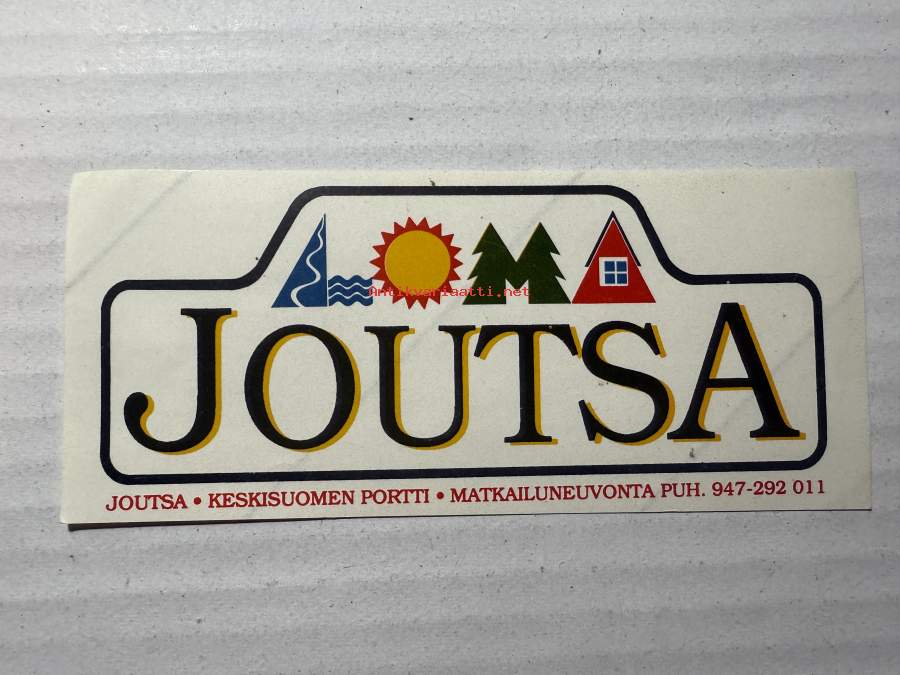 LOMA
Antikvariaatti.net
JOUTSA
JOUTSA • KESKISUOMEN PORTTI • MATKAILUNEUVONTA PUH. 947-292 011